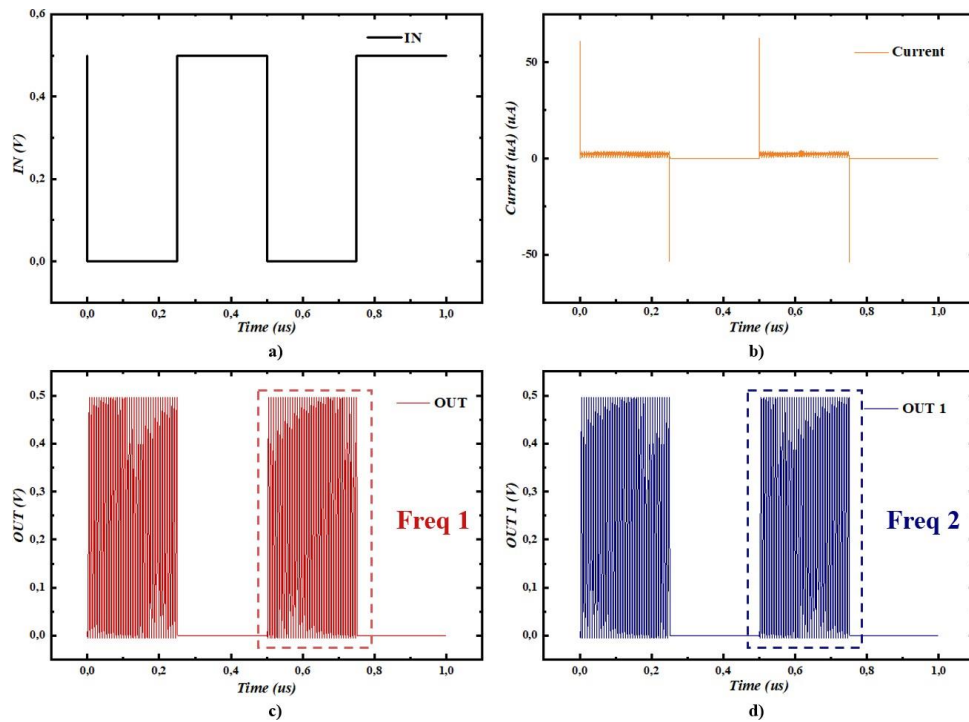 0,6
0,4
0,2
0,0
IN (V)
IN
0,0 0,2 0,4 0,6 0,8 1,0
Time (us)
a)
50
0
-50
Current (uA) (uA)
Current
0,0 0,2 0,4 0,6 0,8 1,0
Time (us)
b)
0,5
0,4
0,3
0,2
0,1
0,0
OUT (V)
OUT
Freq 1
0,0 0,2 0,4 0,6 0,8 1,0
Time (us)
c)
0,5
0,4
0,3
0,2
0,1
0,0
OUT 1 (V)
OUT 1
Freq 2
0,0 0,2 0,4 0,6 0,8 1,0
Time (us)
d)